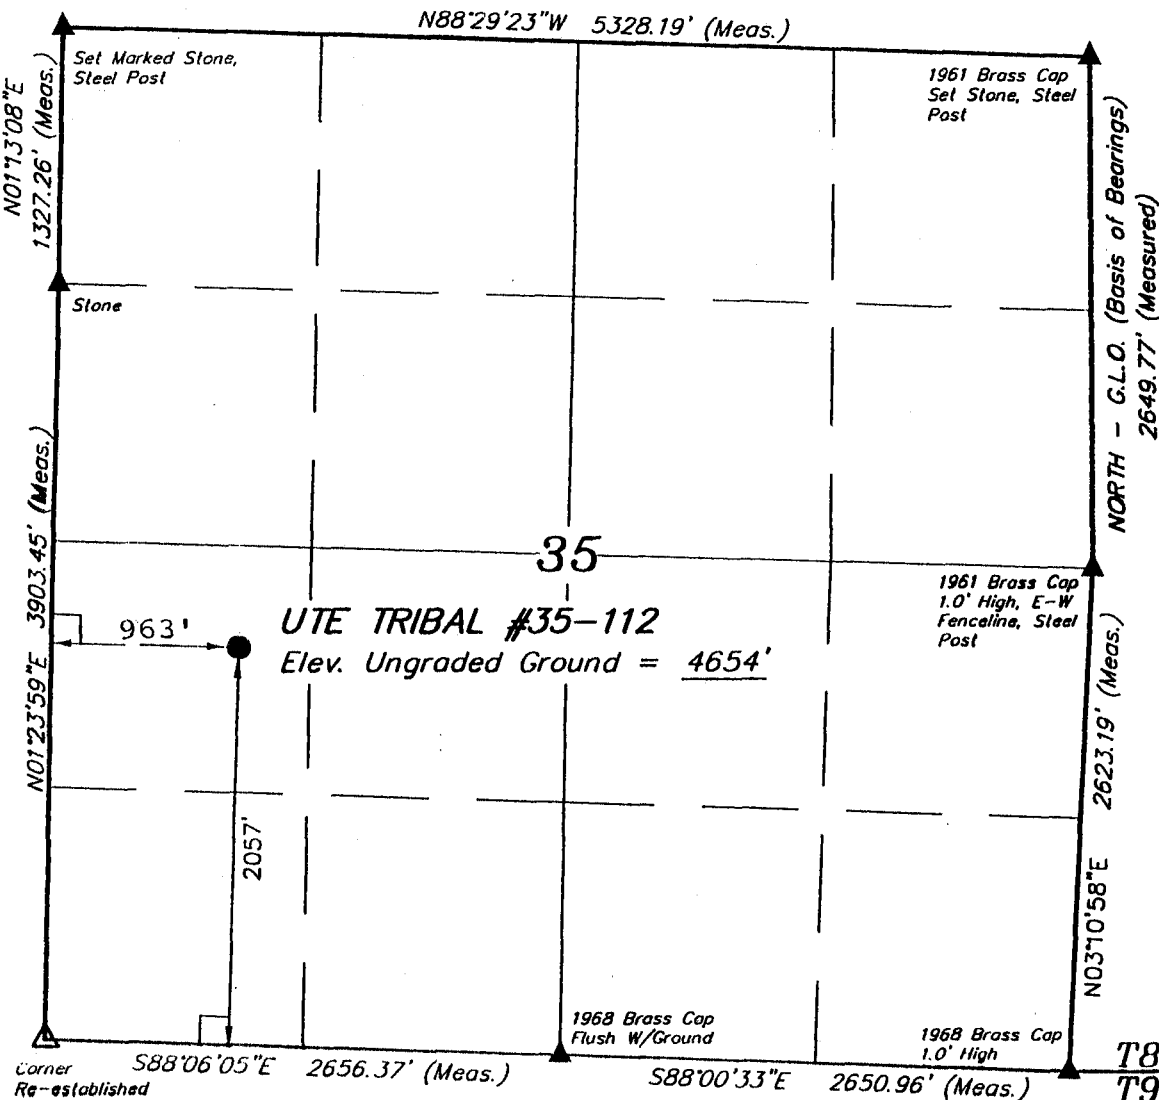 N88°29'23"W 5328.19' (Meas.)
Set Marked Stone,
Steel Post
1961 Brass Cap
Set Stone, Steel
Post
N01°13'08"E
1327.26' (Meas.)
NORTH - G.L.O. (Basis of Bearings)
2649.77' (Measured)
Stone
N01°23'59"E 3903.45' (Meas.)
35
1961 Brass Cap
1.0' High, E-W
Fenceline, Steel
Post
963'
UTE TRIBAL #35-112
Elev. Ungraded Ground = 4654'
2057'
N03°10'58"E 2623.19' (Meas.)
1968 Brass Cap
Flush W/Ground
1968 Brass Cap
1.0' High
Corner
Re-established
S88°06'05"E 2656.37' (Meas.)
S88°00'33"E 2650.96' (Meas.)
T8
T9